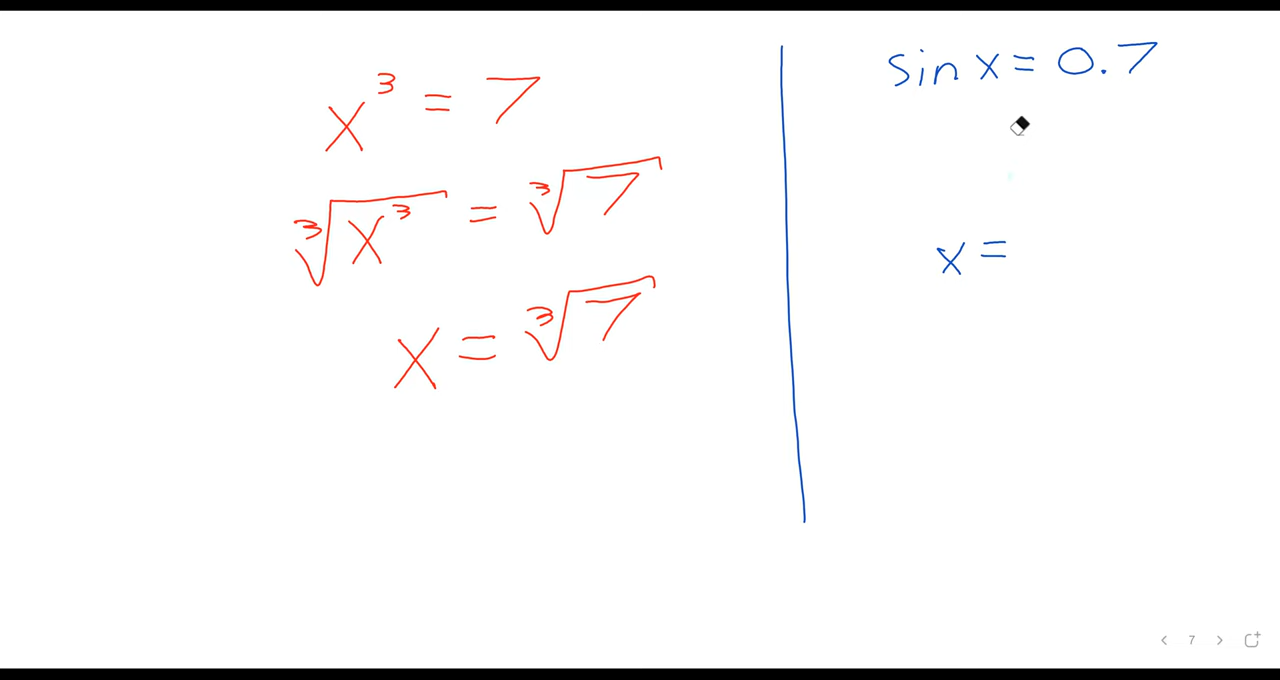 x³ = 7
∛x³ = ∛7
x = ∛7
sin x = 0.7
x =
7